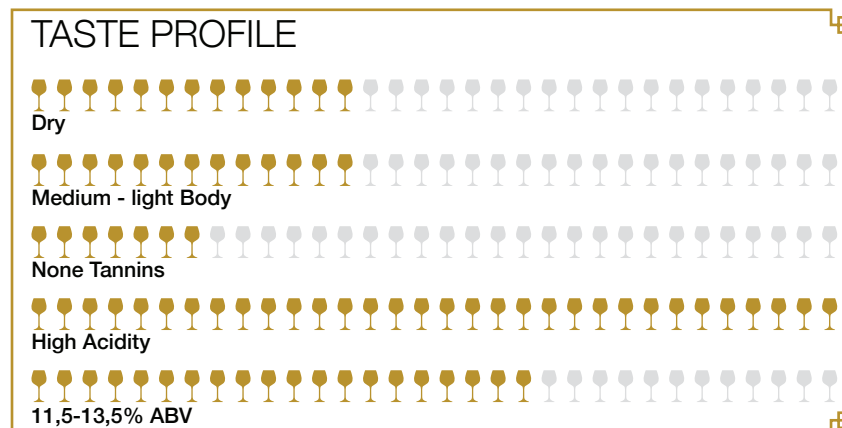 TASTE PROFILE
Dry
Medium - light Body
None Tannins
High Acidity
11,5-13,5% ABV